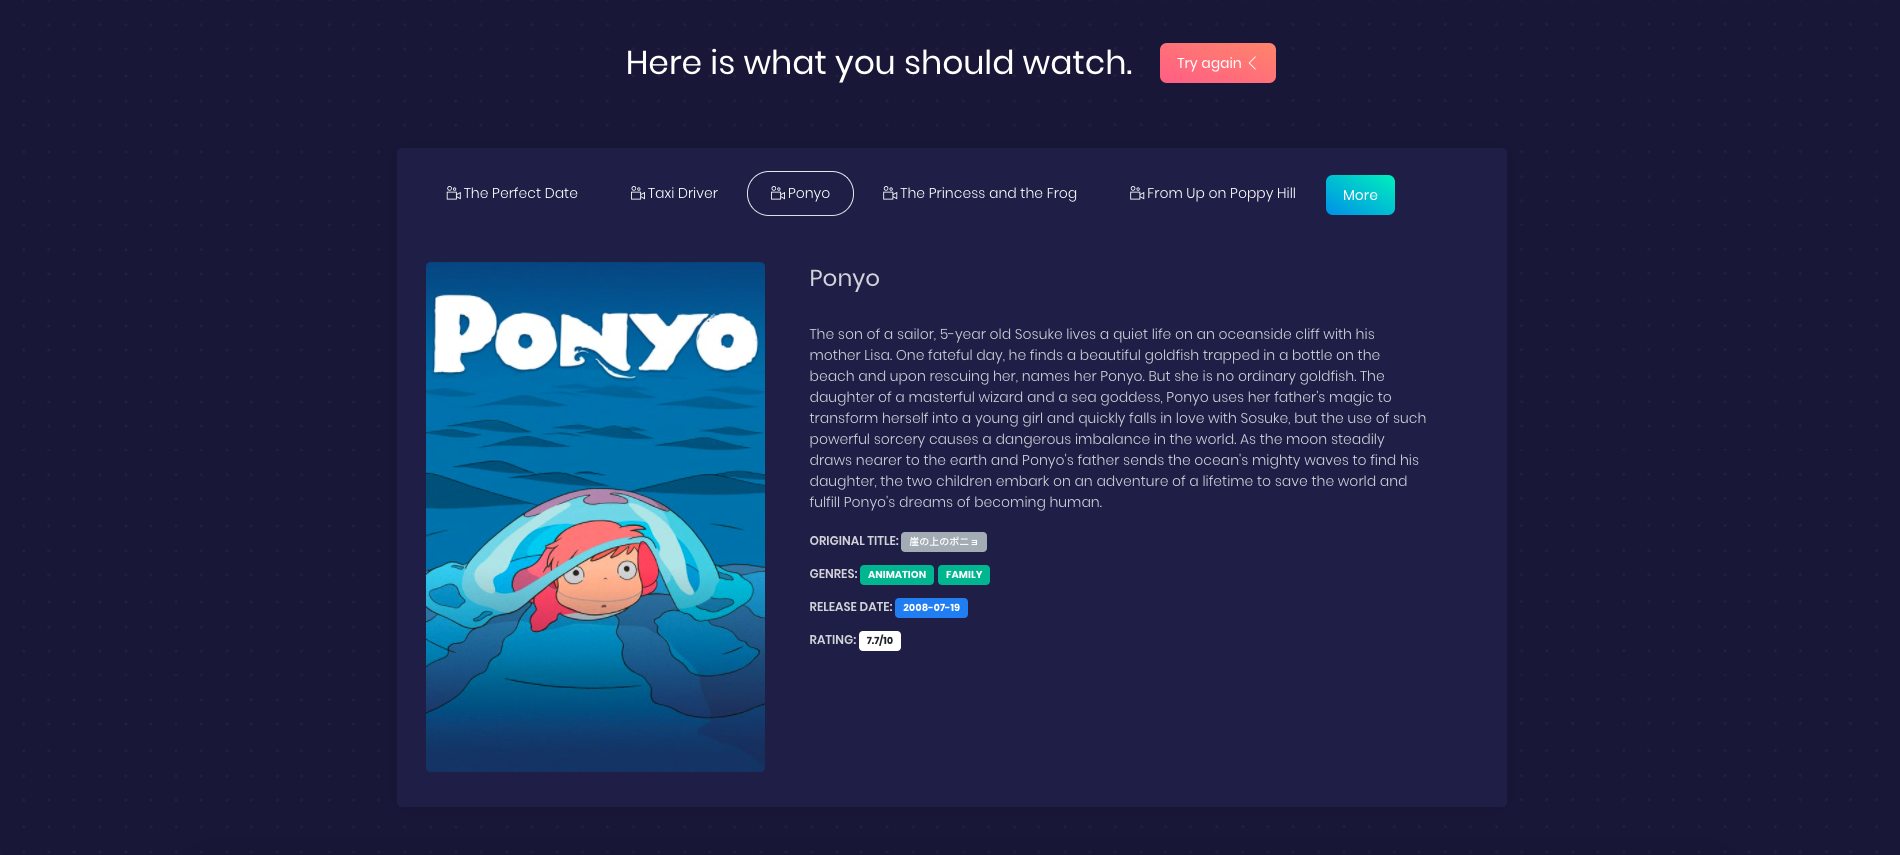 Here is what you should watch.
Try again
The Perfect Date
Taxi Driver
Ponyo
The Princess and the Frog
From Up on Poppy Hill
More
PONYO
Ponyo
The son of a sailor, 5-year old Sosuke lives a quiet life on an oceanside cliff with his
mother Lisa. One fateful day, he finds a beautiful goldfish trapped in a bottle on the
beach and upon rescuing her, names her Ponyo. But she is no ordinary goldfish. The
daughter of a masterful wizard and a sea goddess, Ponyo uses her father's magic to
transform herself into a young girl and quickly falls in love with Sosuke, but the use of such
powerful sorcery causes a dangerous imbalance in the world. As the moon steadily
draws nearer to the earth and Ponyo's father sends the ocean's mighty waves to find his
daughter, the two children embark on an adventure of a lifetime to save the world and
fulfill Ponyo's dreams of becoming human.
ORIGINAL TITLE: 崖の上のポニョ
GENRES: ANIMATION FAMILY
RELEASE DATE: 2008-07-19
RATING: 7.7/10